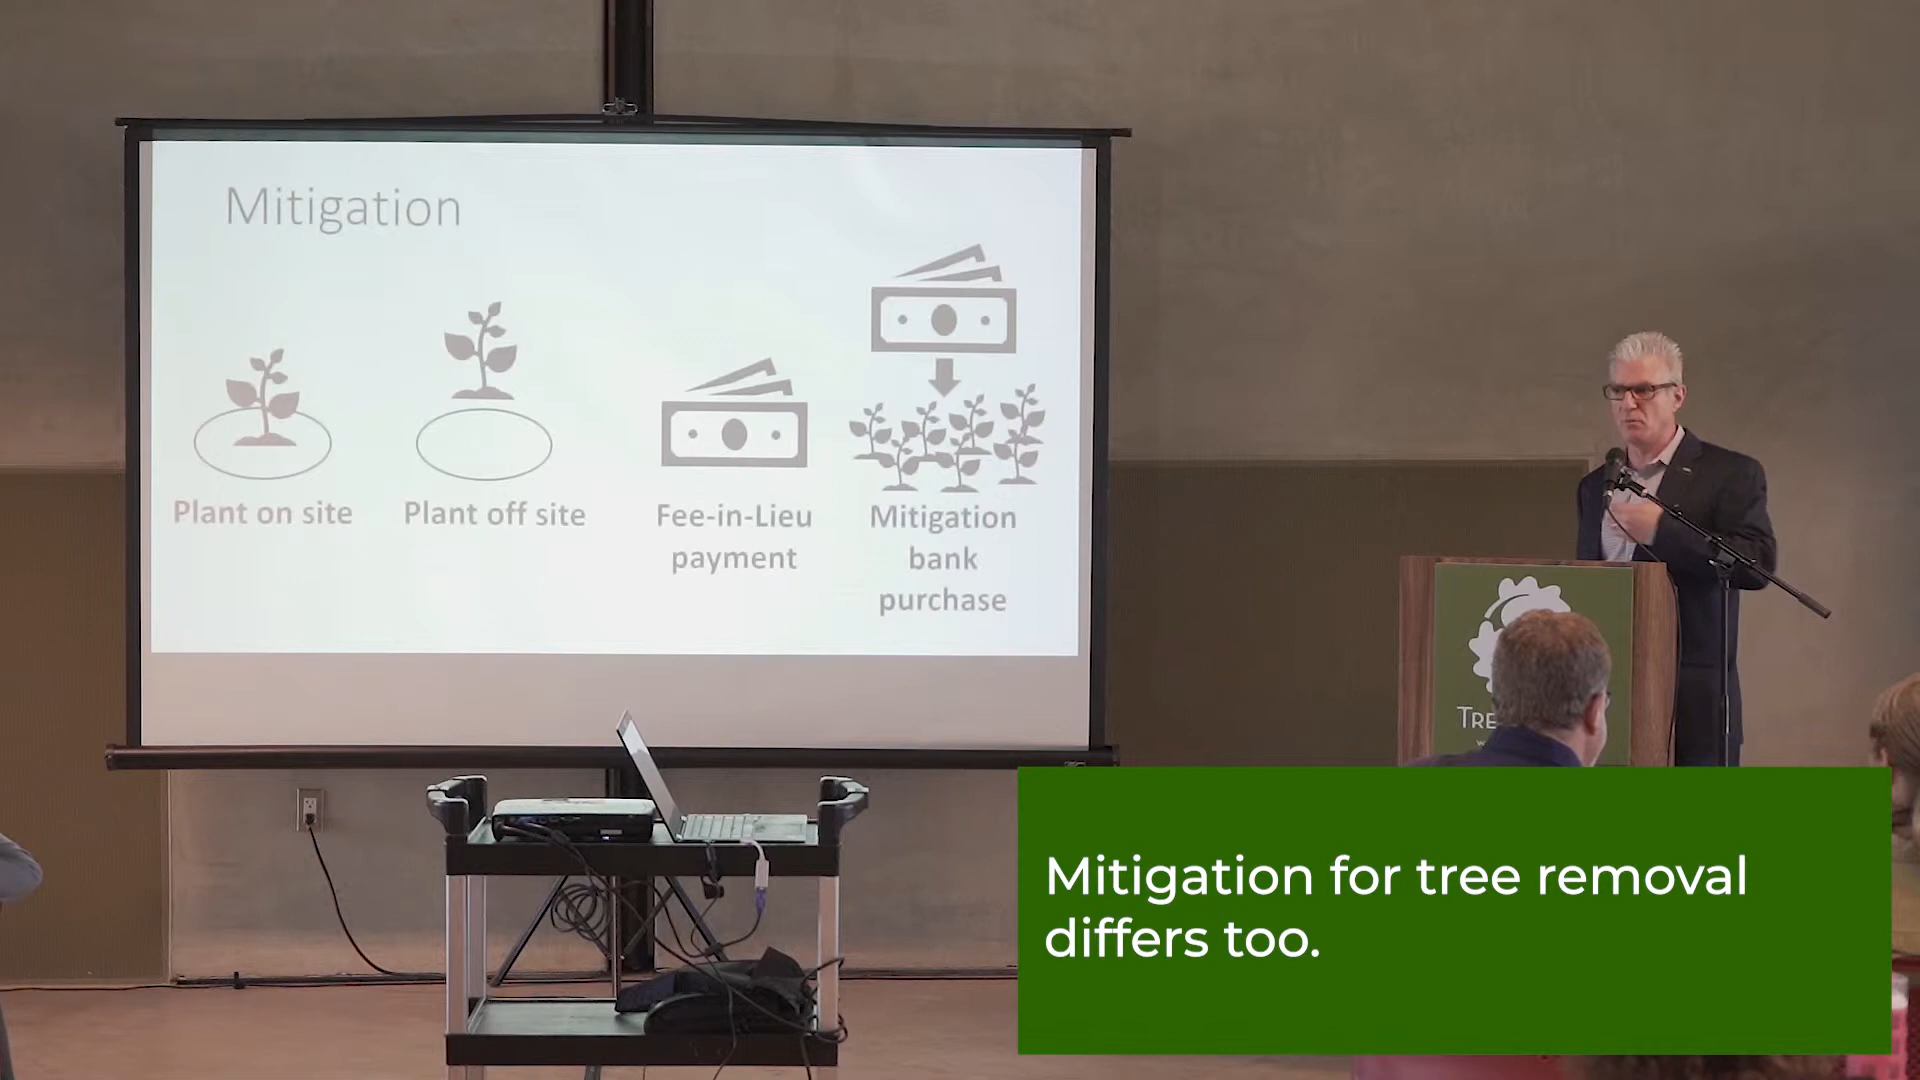 Mitigation
Plant on site
Plant off site
Fee-in-Lieu
payment
Mitigation
bank
purchase
Mitigation for tree removal
differs too.